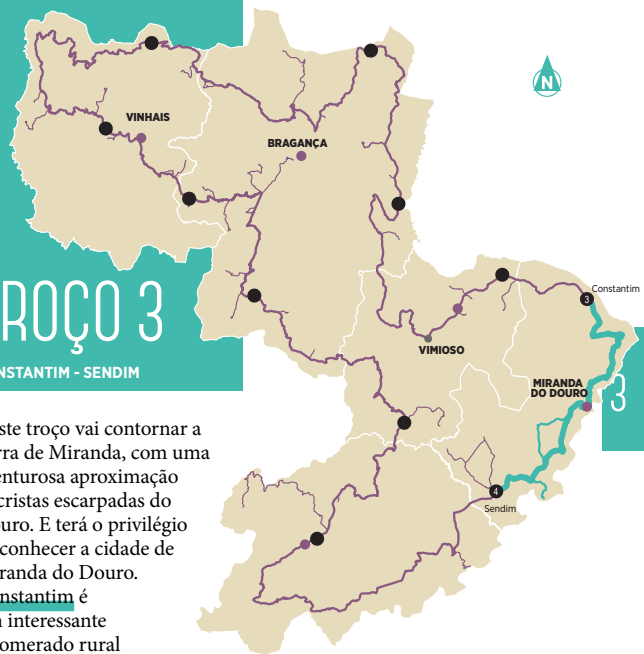 N
VINHAIS
BRAGANÇA
3
Constantim
ROÇO 3
NSTANTIM - SENDIM
VIMIOSO
MIRANDA
DO DOURO
3
4
Sendim
ste troço vai contornar a
rra de Miranda, com uma
enturosa aproximação
cristas escarpadas do
uro. E terá o privilégio
conhecer a cidade de
randa do Douro.
nstantim é
interessante
omerado rural